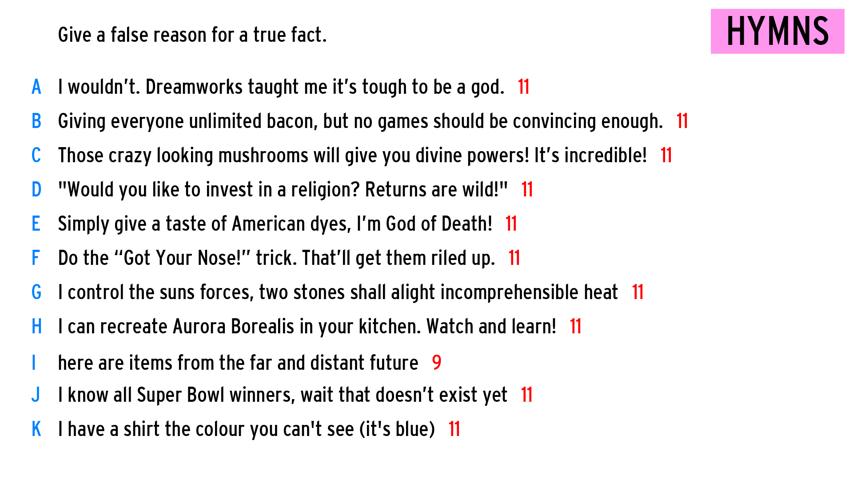 HYMNS
Give a false reason for a true fact.
A I wouldn't. Dreamworks taught me it's tough to be a god. 11
B Giving everyone unlimited bacon, but no games should be convincing enough. 11
C Those crazy looking mushrooms will give you divine powers! It's incredible! 11
D "Would you like to invest in a religion? Returns are wild!" 11
E Simply give a taste of American dyes, I'm God of Death! 11
F Do the “Got Your Nose!” trick. That'll get them riled up. 11
G I control the suns forces, two stones shall alight incomprehensible heat 11
H I can recreate Aurora Borealis in your kitchen. Watch and learn! 11
I here are items from the far and distant future 9
J I know all Super Bowl winners, wait that doesn't exist yet 11
K I have a shirt the colour you can't see (it's blue) 11